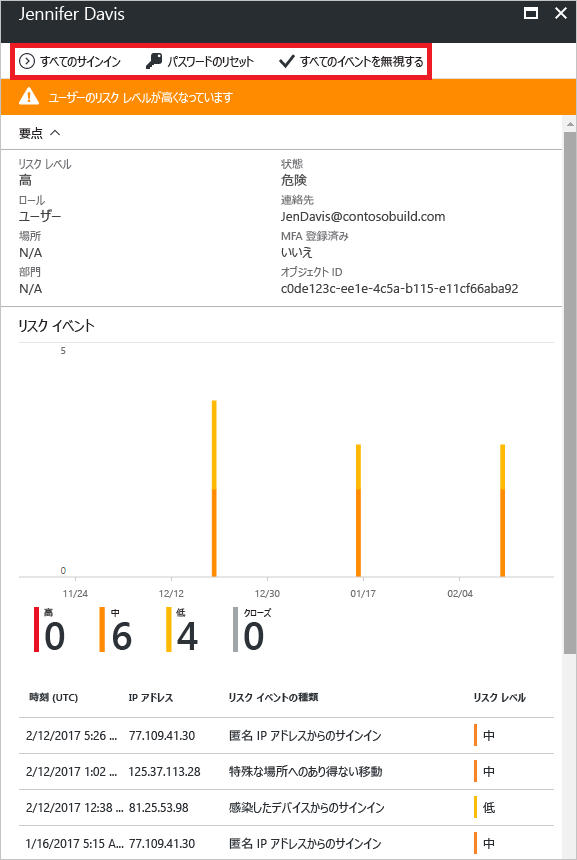 Jennifer Davis
すべてのサインイン パスワードのリセット すべてのイベントを無視する
ユーザーのリスク レベルが高くなっています
要点
リスク レベル 状態
高 危険
ロール 連絡先
ユーザー JenDavis@contosobuild.com
場所 MFA 登録済み
N/A いいえ
部門 オブジェクト ID
N/A c0de123c-ee1e-4c5a-b115-e11cf66aba92
リスク イベント
5
0
11/24 12/12 12/30 01/17 02/04
高 中 低 クローズ
0 6 4 0
時刻 (UTC) IP アドレス リスク イベントの種類 リスク レベル
2/12/2017 5:26 ... 77.109.41.30 匿名 IP アドレスからのサインイン 中
2/12/2017 1:02 ... 125.37.113.28 特殊な場所へのあり得ない移動 中
2/12/2017 12:38 ... 81.25.53.98 感染したデバイスからのサインイン 低
1/16/2017 5:15 A... 77.109.41.30 匿名 IP アドレスからのサインイン 中